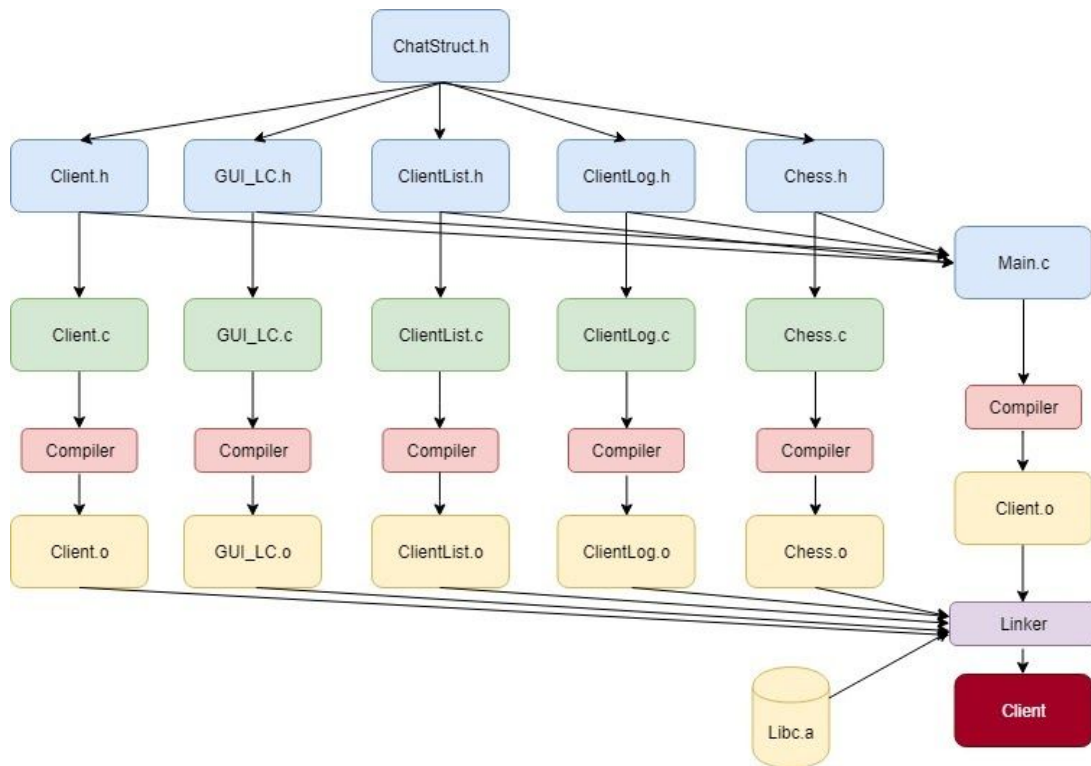 ChatStruct.h
Client.h
GUI_LC.h
ClientList.h
ClientLog.h
Chess.h
Main.c
Client.c
GUI_LC.c
ClientList.c
ClientLog.c
Chess.c
Compiler
Compiler
Compiler
Compiler
Compiler
Compiler
Client.o
Client.o
GUI_LC.o
ClientList.o
ClientLog.o
Chess.o
Linker
Libc.a
Client